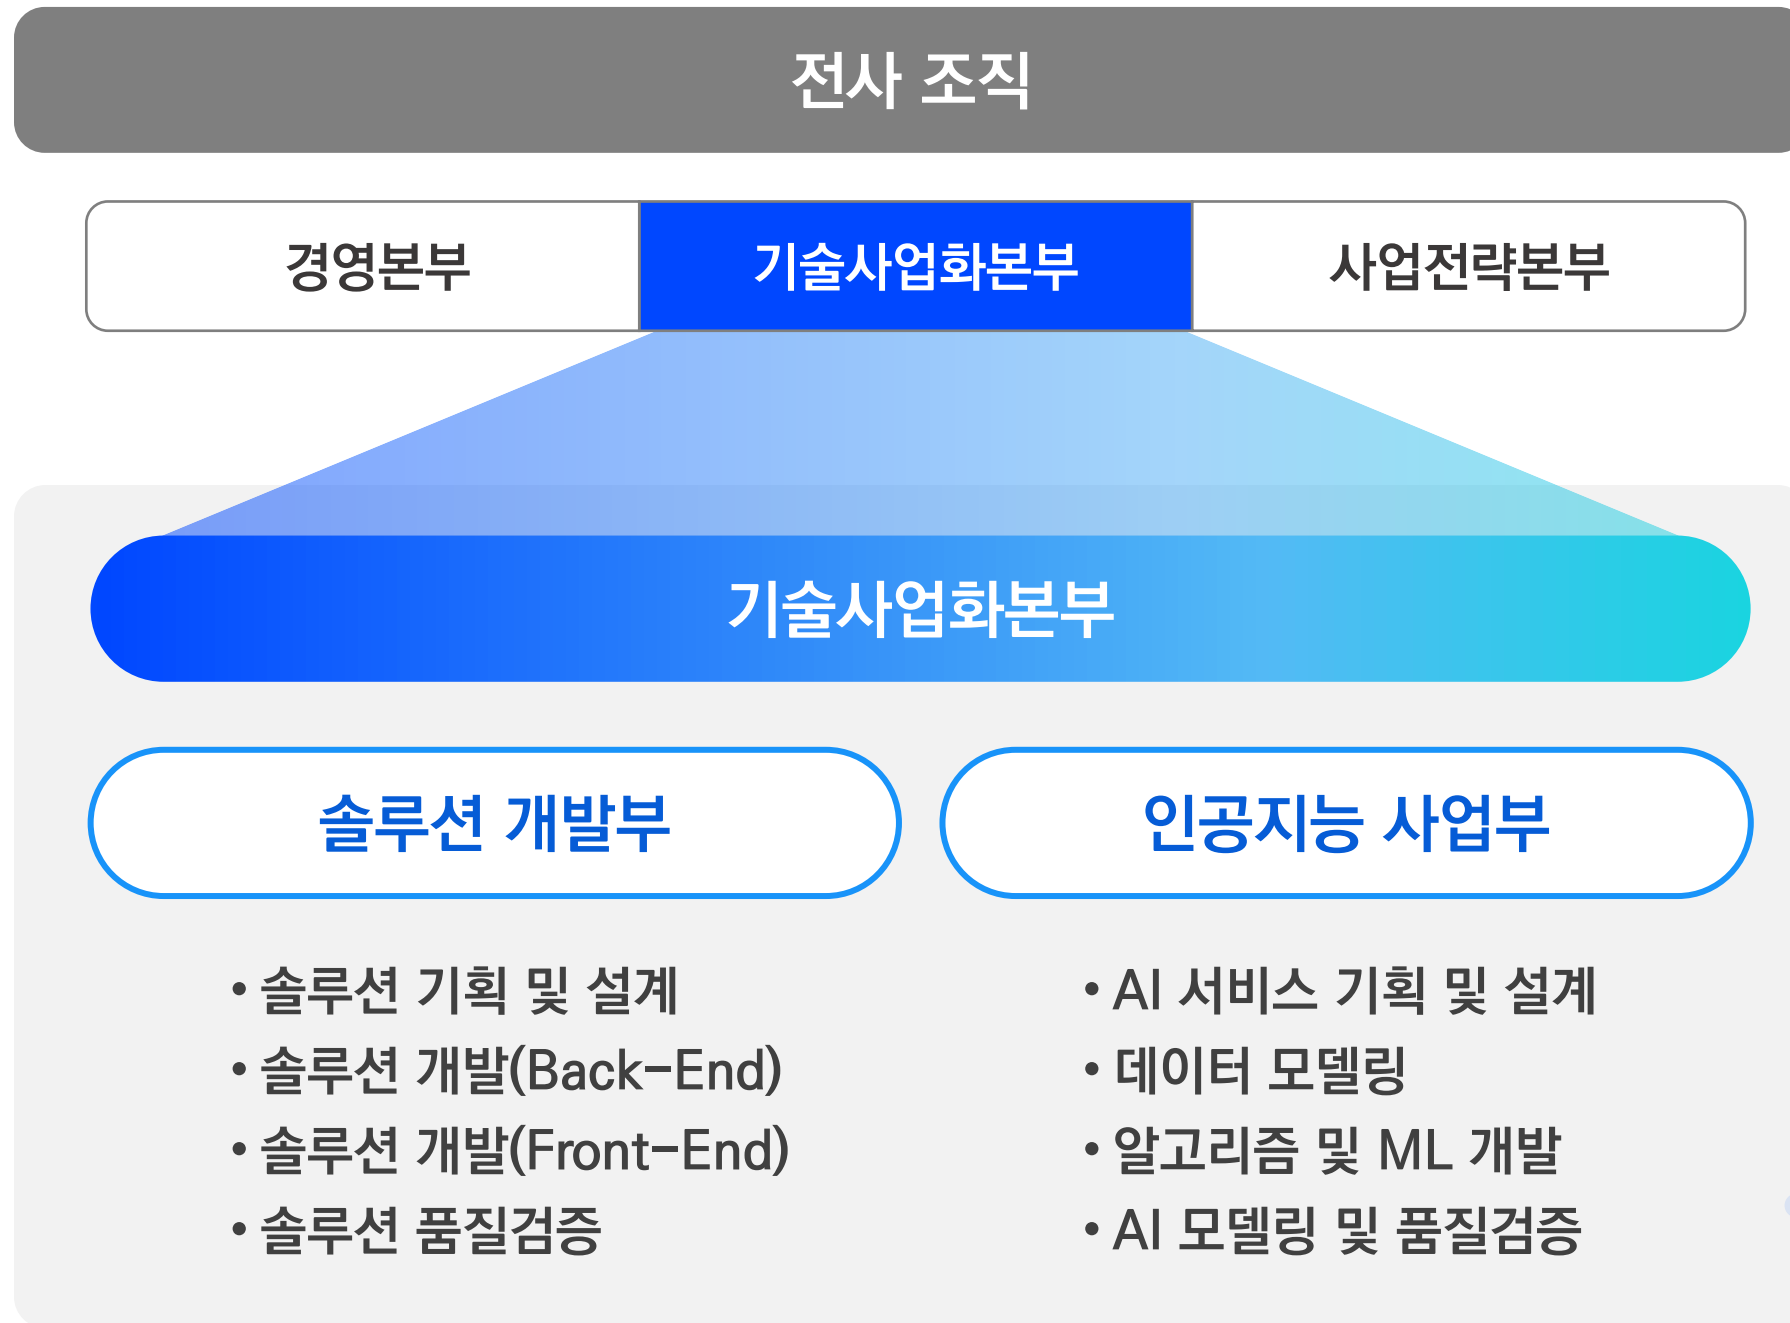 전사 조직
경영본부 기술사업화본부 사업전략본부
기술사업화본부
솔루션 개발부
• 솔루션 기획 및 설계
• 솔루션 개발(Back-End)
• 솔루션 개발(Front-End)
• 솔루션 품질검증
인공지능 사업부
• AI 서비스 기획 및 설계
• 데이터 모델링
• 알고리즘 및 ML 개발
• AI 모델링 및 품질검증